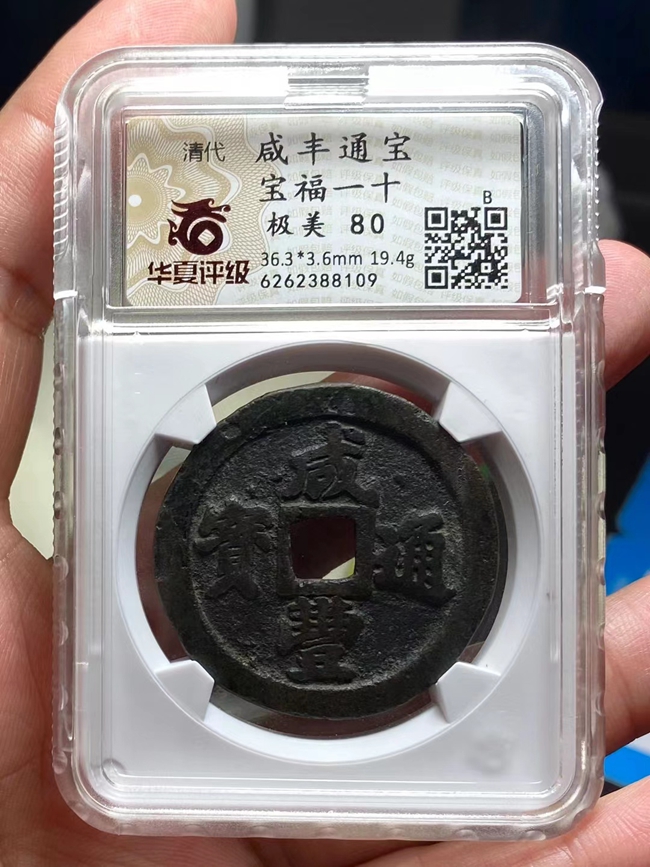 清代 咸丰通宝
宝福一十
极美 80
B
华夏评级
36.3*3.6mm 19.4g
6262388109
咸
寶 通
豐